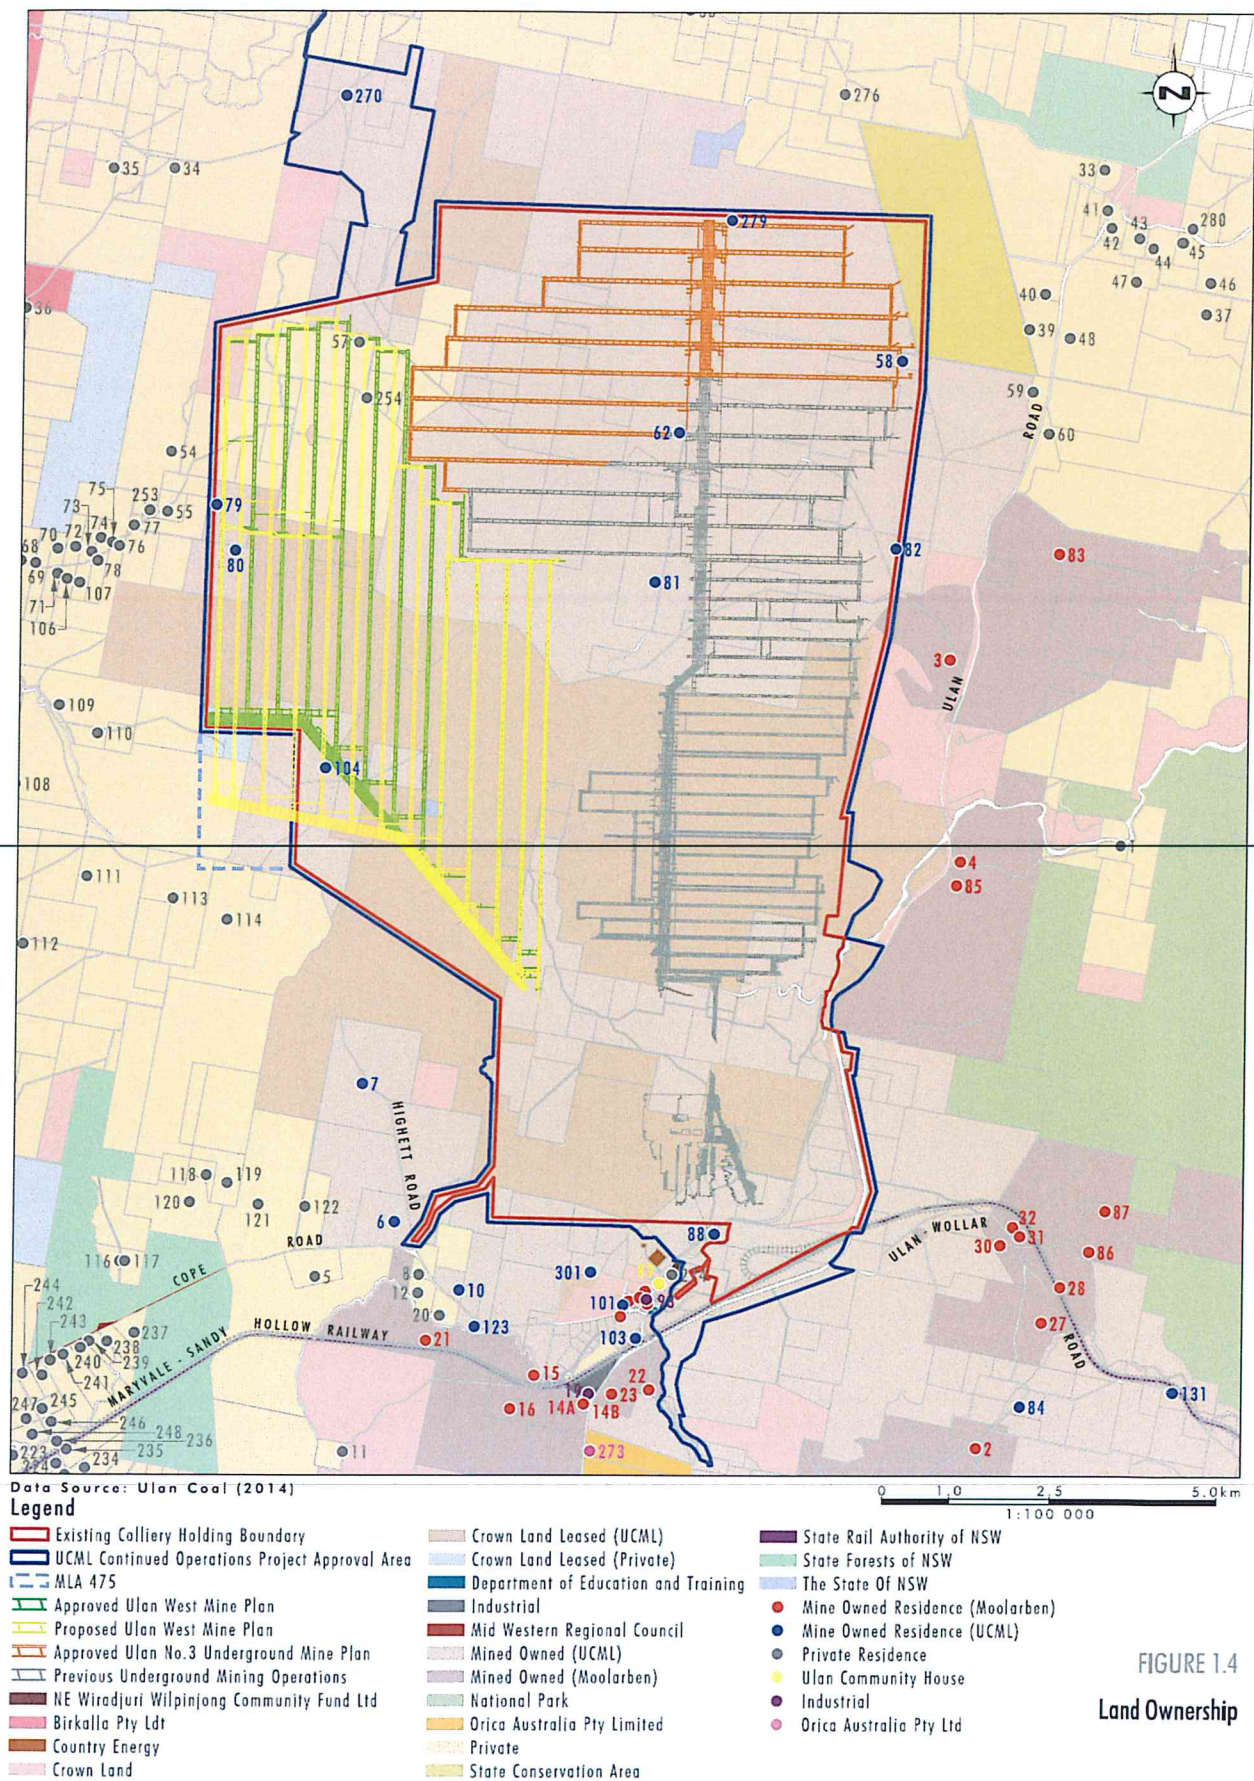 270
276
N
35
34
33
41
42
43
44
280
45
279
47
46
40
37
36
39
48
57
58
254
59
ROAD
60
62
54
75
73
74
253
55
79
70
72
77
68
76
82
80
83
69
78
81
71
107
106
3
ULAN
109
110
104
108
1
4
85
111
113
114
112
7
HIGHETT ROAD
118
119
120
121
122
6
87
32
31
ULAN-WOLLAR
30
86
88
116
117
ROAD
COPE
5
8
301
10
12
28
244
242
243
20
101
98
123
103
27
ROAD
237
238
239
240
241
HOLLOW RAILWAY
MARYVALE - SANDY
21
15
19
22
23
131
247
245
246
248
236
235
16
14A
14B
84
223
224
234
11
273
2
Data Source: Ulan Coal (2014)
0 1.0 2.5 5.0km
1:100 000
Legend
Existing Colliery Holding Boundary
UCML Continued Operations Project Approval Area
MLA 475
Approved Ulan West Mine Plan
Proposed Ulan West Mine Plan
Approved Ulan No.3 Underground Mine Plan
Previous Underground Mining Operations
NE Wiradjuri Wilpinjong Community Fund Ltd
Birkalla Pty Ldt
Country Energy
Crown Land
Crown Land Leased (UCML)
Crown Land Leased (Private)
Department of Education and Training
Industrial
Mid Western Regional Council
Mined Owned (UCML)
Mined Owned (Moolarben)
National Park
Orica Australia Pty Limited
Private
State Conservation Area
State Rail Authority of NSW
State Forests of NSW
The State Of NSW
Mine Owned Residence (Moolarben)
Mine Owned Residence (UCML)
Private Residence
Ulan Community House
Industrial
Orica Australia Pty Ltd
FIGURE 1.4
Land Ownership